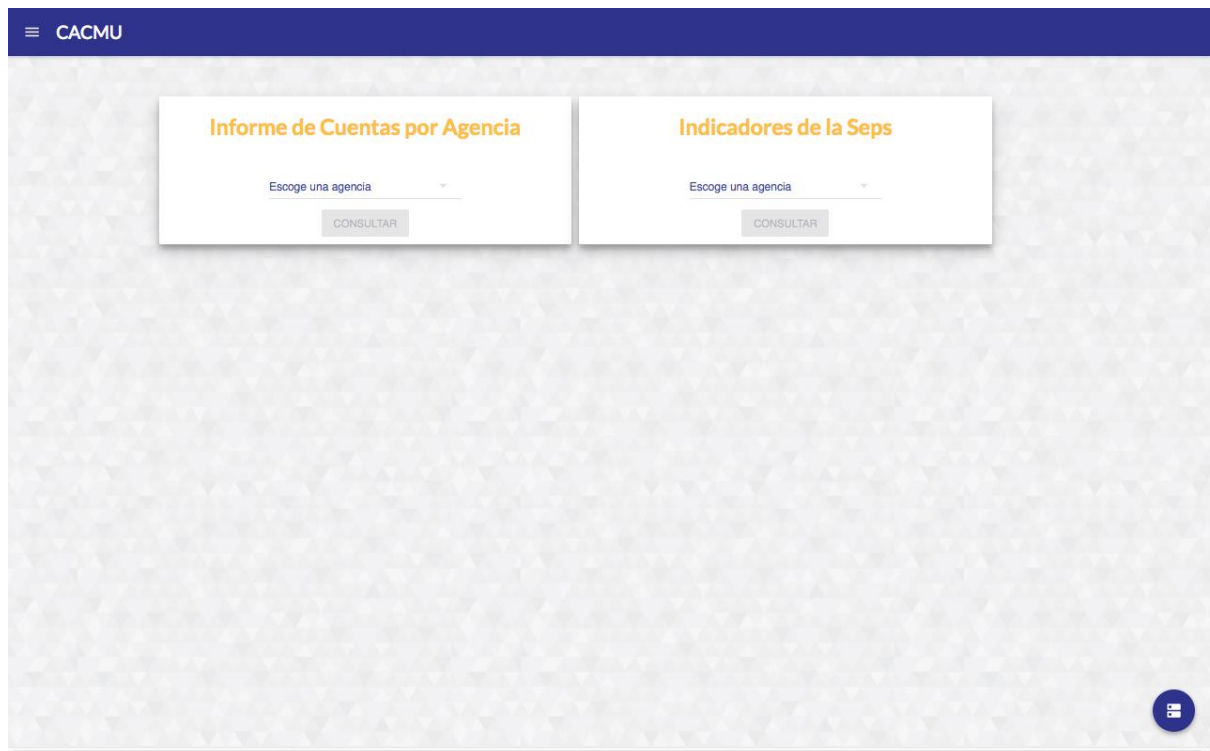 CACMU
Informe de Cuentas por Agencia
Escoge una agencia
CONSULTAR
Indicadores de la Seps
Escoge una agencia
CONSULTAR